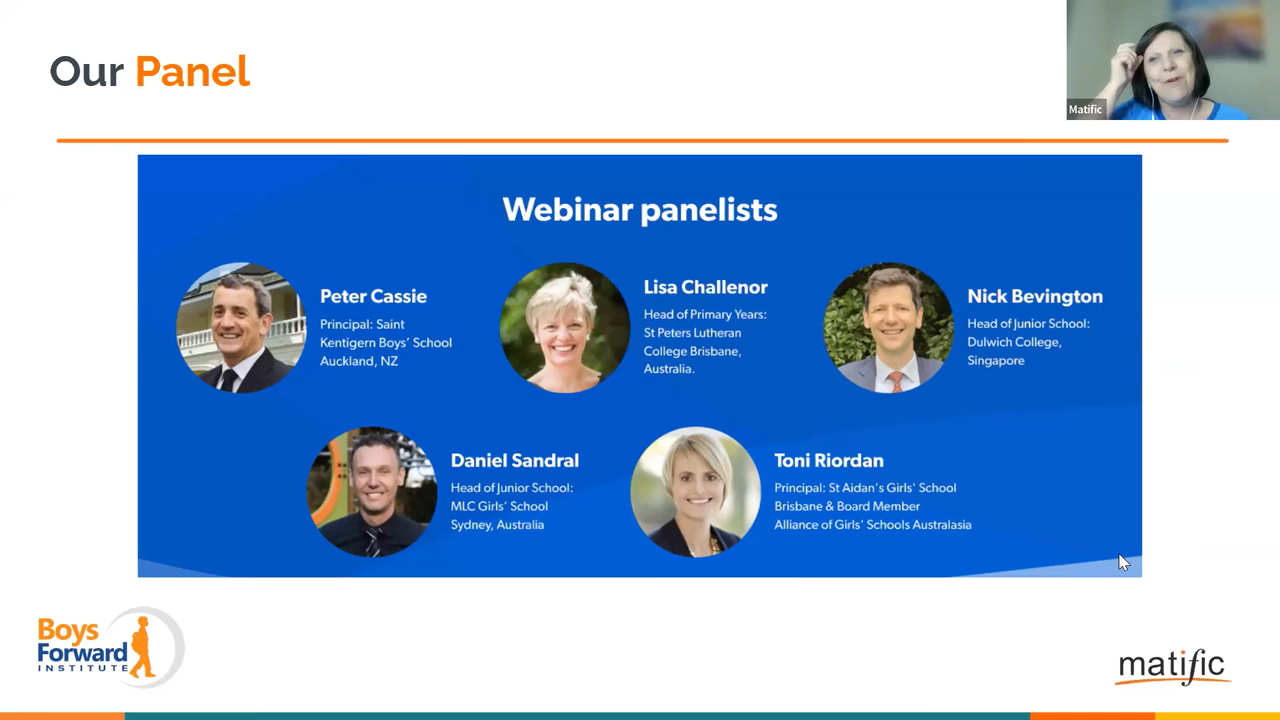 Our Panel
Matific
Webinar panelists
Peter Cassie
Principal: Saint
Kentigern Boys' School
Auckland, NZ
Lisa Challenor
Head of Primary Years:
St Peters Lutheran
College Brisbane,
Australia.
Nick Bevington
Head of Junior School:
Dulwich College,
Singapore
Daniel Sandral
Head of Junior School:
MLC Girls' School
Sydney, Australia
Toni Riordan
Principal: St Aidan's Girls' School
Brisbane & Board Member
Alliance of Girls' Schools Australasia
Boys
Forward
INSTITUTE
matific